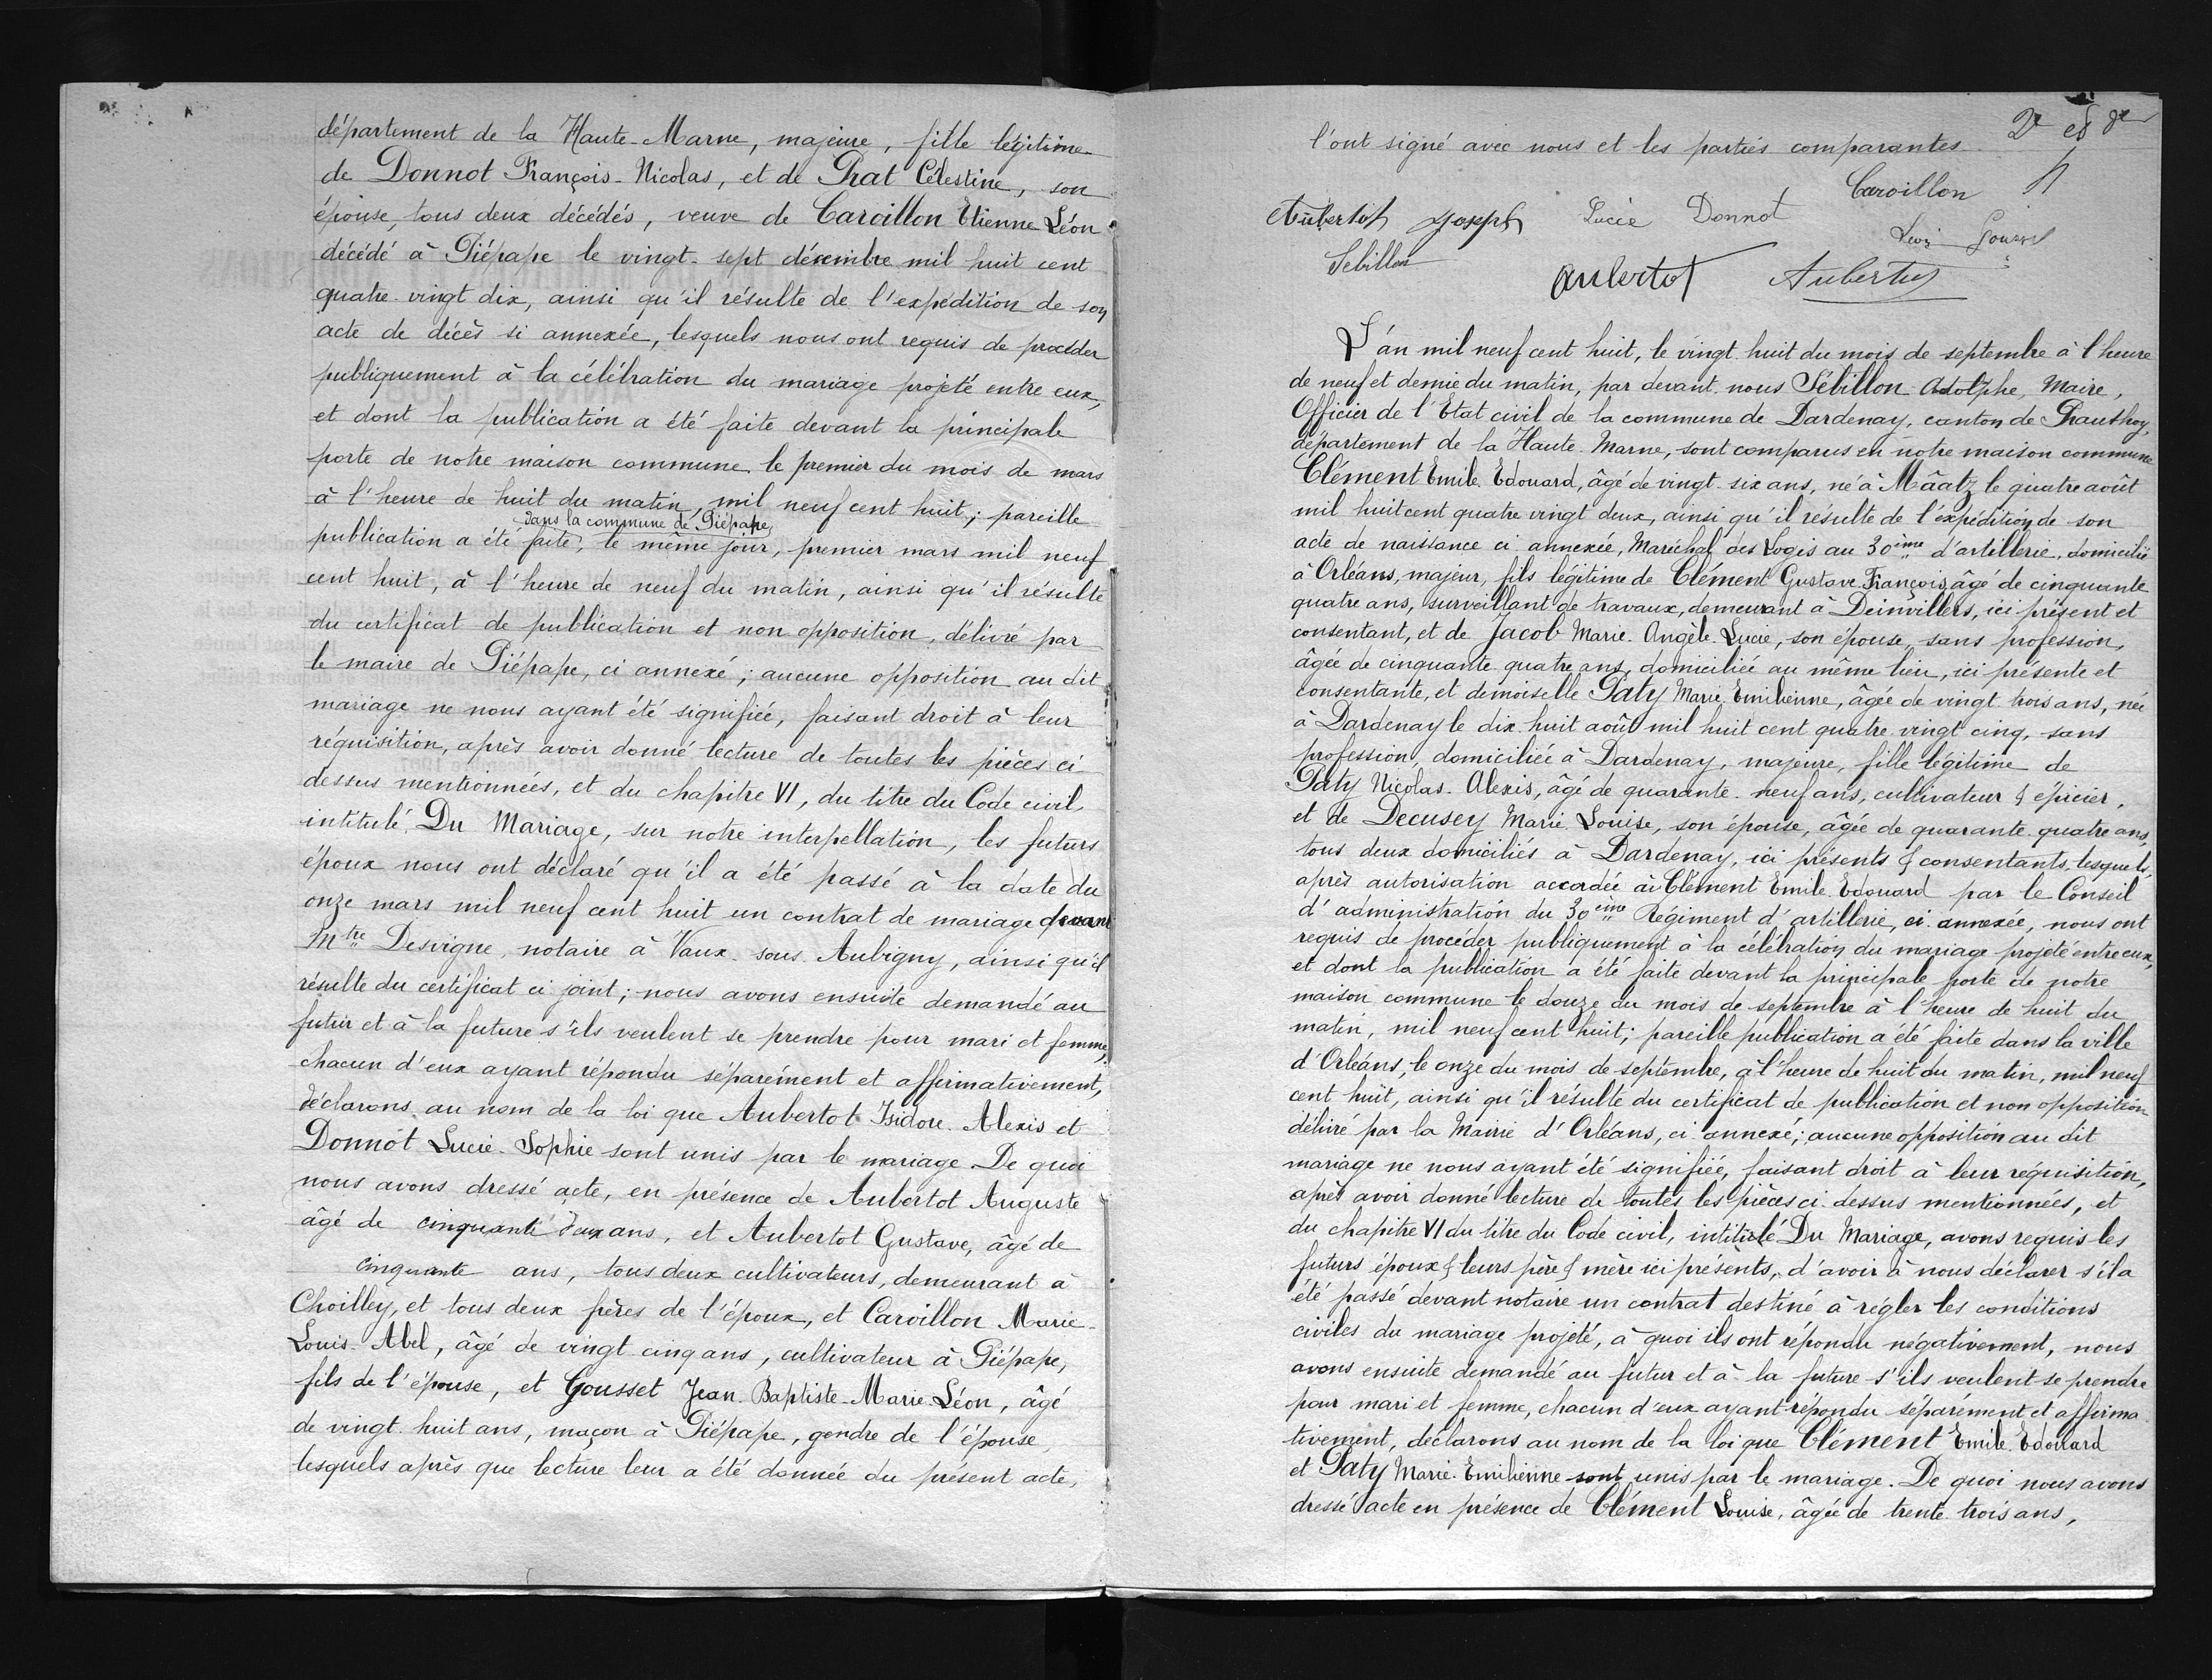 département de la Haute-Marne, majeure, fille légitime
de Donnot François-Nicolas, et de Prat Célestine, son
épouse, tous deux décédés, veuve de Caroillon Etienne Léon
décédé à Piépape le vingt-sept décembre mil huit cent
quatre-vingt dix, ainsi qu'il résulte de l'expédition de son
acte de décès si annexée, lesquels nous ont requis de procéder
publiquement à la célébration du mariage projeté entre eux,
et dont la publication a été faite devant la principale
porte de notre maison commune le premier du mois de mars
à l'heure de huit du matin, mil neuf cent huit; pareille
dans la commune de Piépape
publication a été faite, le même jour, premier mars mil neuf
cent huit, à l'heure de neuf du matin, ainsi qu'il résulte
du certificat de publication et non opposition, délivré par
le maire de Piépape, ci annexé; aucune opposition au dit
mariage ne nous ayant été signifiée, faisant droit à leur
réquisition, après avoir donné lecture de toutes les pièces ci-
dessus mentionnées, et du chapitre VI, du titre du Code civil,
intitulé, Du Mariage, sur notre interpellation, les futurs
époux nous ont déclaré qu'il a été passé à la date du
onze mars mil neuf cent huit un contrat de mariage devant
Mtre Desvigne, notaire à Vaux-sous-Aubigny, ainsi qu'il
résulte du certificat ci joint; nous avons ensuite demandé au
futur et à la future s'ils veulent se prendre pour mari et femme,
chacun d'eux ayant répondu séparément et affirmativement,
déclarons au nom de la loi que Aubertot Isidore-Alexis et
Donnot Lucie-Sophie sont unis par le mariage. De quoi
nous avons dressé acte, en présence de Aubertot Auguste
âgé de cinquante deux ans, et Aubertot Gustave, âgé de
cinquante ans, tous deux cultivateurs, demeurant à
Choilley, et tous deux frères de l'époux, et Caroillon Marie-
Louis-Abel, âgé de vingt-cinq ans, cultivateur à Piépape,
fils de l'épouse, et Gousset Jean-Baptiste-Marie-Léon, âgé
de vingt-huit ans, maçon à Piépape, gendre de l'épouse,
lesquels après que lecture leur a été donnée du présent acte,
2e et der
l'ont signé avec nous et les parties comparantes.
Caroillon
Aubertot Joseph Lucie Donnot
Léon Gousset
Sébillon
Aubertot Aubertot
L'an mil neuf cent huit, le vingt-huit du mois de septembre à l'heure
de neuf et demie du matin, par devant nous Sébillon Adolphe, Maire,
Officier de l'Etat civil de la commune de Dardenay, canton de Prauthoy,
département de la Haute-Marne, sont comparus en notre maison commune
Clément Emile-Edouard, âgé de vingt-six ans, né à Mâatz le quatre août
mil huit cent quatre vingt deux, ainsi qu'il résulte de l'expédition de son
acte de naissance ci annexée, Maréchal des Logis au 30ème d'artillerie, domicilié
à Orléans, majeur, fils légitime de Clément Gustave-François âgé de cinquante
quatre ans, surveillant de travaux, demeurant à Deinvillers, ici présent et
consentant, et de Jacob Marie-Angèle-Lucie, son épouse, sans profession,
âgée de cinquante-quatre ans, domiciliée au même lieu, ici présente et
consentante, et demoiselle Paty Marie-Emilienne, âgée de vingt-trois ans, née
à Dardenay le dix-huit août mil huit cent quatre vingt cinq, sans
profession, domiciliée à Dardenay, majeure, fille légitime de
Paty Nicolas-Alexis, âgé de quarante-neuf ans, cultivateur & épicier,
et de Decusey Marie-Louise, son épouse, âgée de quarante-quatre ans,
tous deux domiciliés à Dardenay, ici présents & consentants, lesquels,
après autorisation accordée à Clément Emile-Edouard par le Conseil
d'administration du 30ème Régiment d'artillerie, ci-annexée, nous ont
requis de procéder publiquement à la célébration du mariage projeté entre eux,
et dont la publication a été faite devant la principale porte de notre
maison commune le douze du mois de septembre à l'heure de huit du
matin, mil neuf cent huit; pareille publication a été faite dans la ville
d'Orléans, le onze du mois de septembre, à l'heure de huit du matin, mil neuf
cent huit, ainsi qu'il résulte du certificat de publication et non opposition
délivré par la Mairie d'Orléans, ci-annexé; aucune opposition au dit
mariage ne nous ayant été signifiée, faisant droit à leur réquisition,
après avoir donné lecture de toutes les pièces ci-dessus mentionnées, et
du chapitre VI du titre du Code civil, intitulé Du Mariage, avons requis les
futurs époux & leurs père & mère ici présents, d'avoir à nous déclarer s'il a
été passé devant notaire un contrat destiné à régler les conditions
civiles du mariage projeté, à quoi ils ont répondu négativement, nous
avons ensuite demandé au futur et à la future s'ils veulent se prendre
pour mari et femme, chacun d'eux ayant répondu séparément et affirma-
tivement, déclarons au nom de la loi que Clément Emile-Edouard
et Paty Marie-Emilienne sont unis par le mariage. De quoi nous avons
dressé acte en présence de Clément Louise, âgée de trente-trois ans,